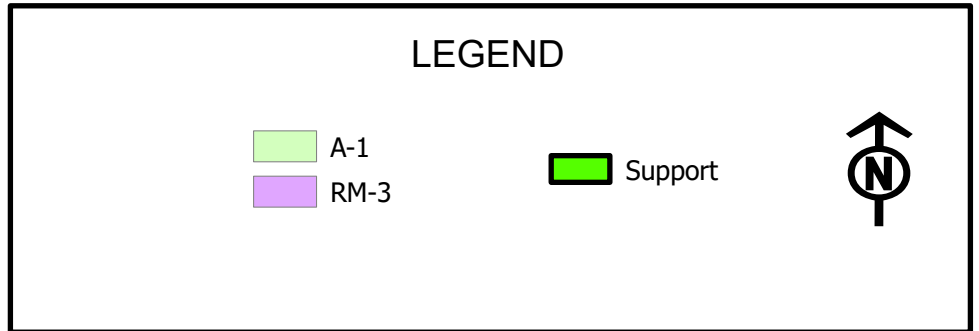 LEGEND
A-1
RM-3
Support
N